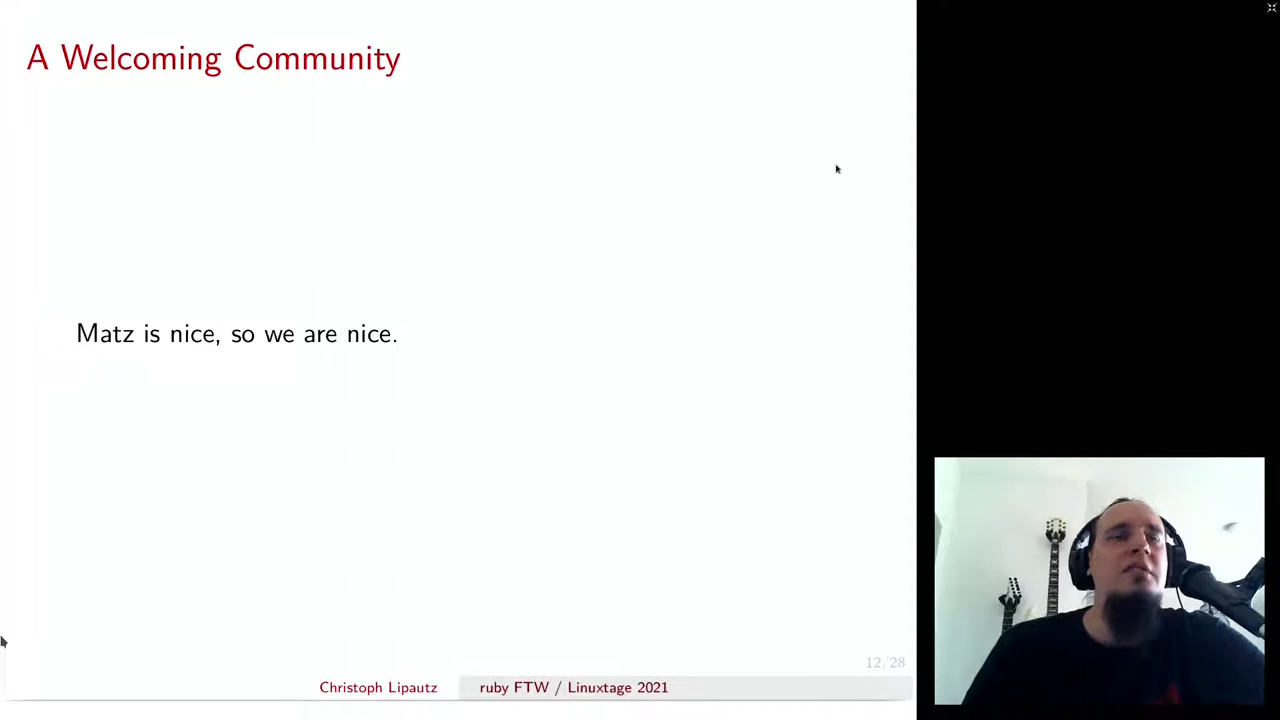 A Welcoming Community
Matz is nice, so we are nice.
12/28
Christoph Lipautz
ruby FTW / Linuxtage 2021